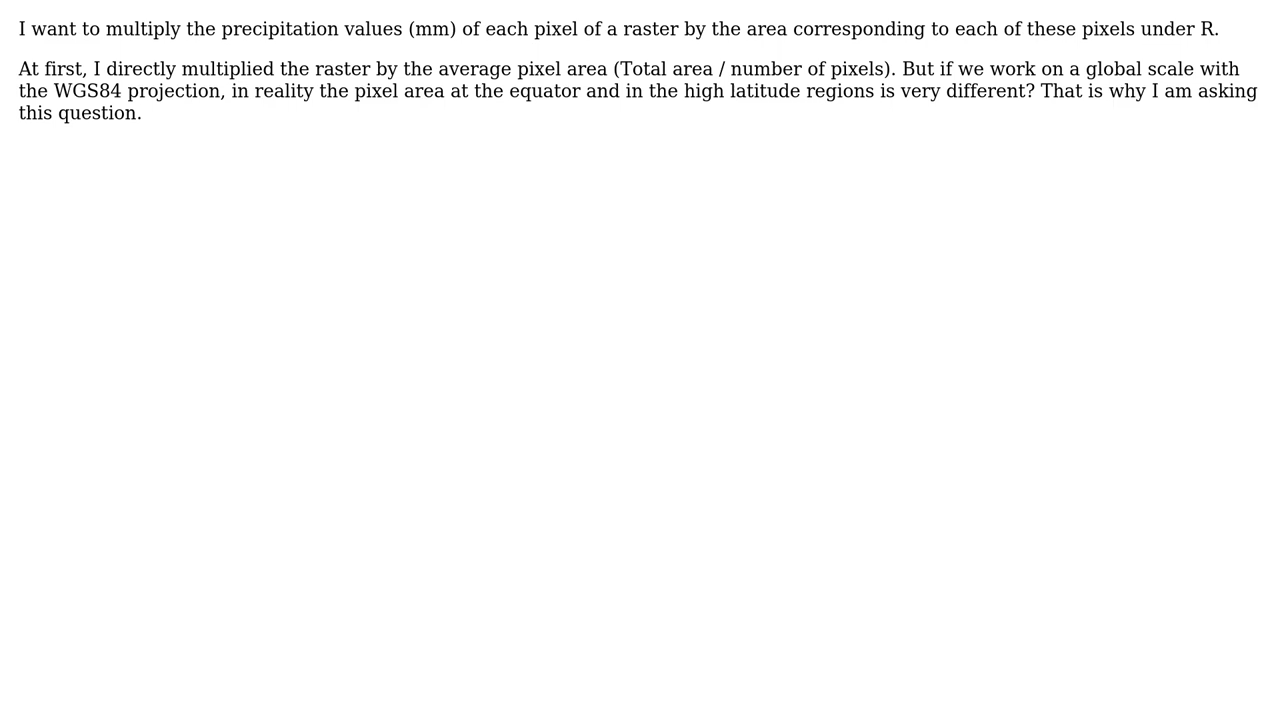 I want to multiply the precipitation values (mm) of each pixel of a raster by the area corresponding to each of these pixels under R.
At first, I directly multiplied the raster by the average pixel area (Total area / number of pixels). But if we work on a global scale with
the WGS84 projection, in reality the pixel area at the equator and in the high latitude regions is very different? That is why I am asking
this question.